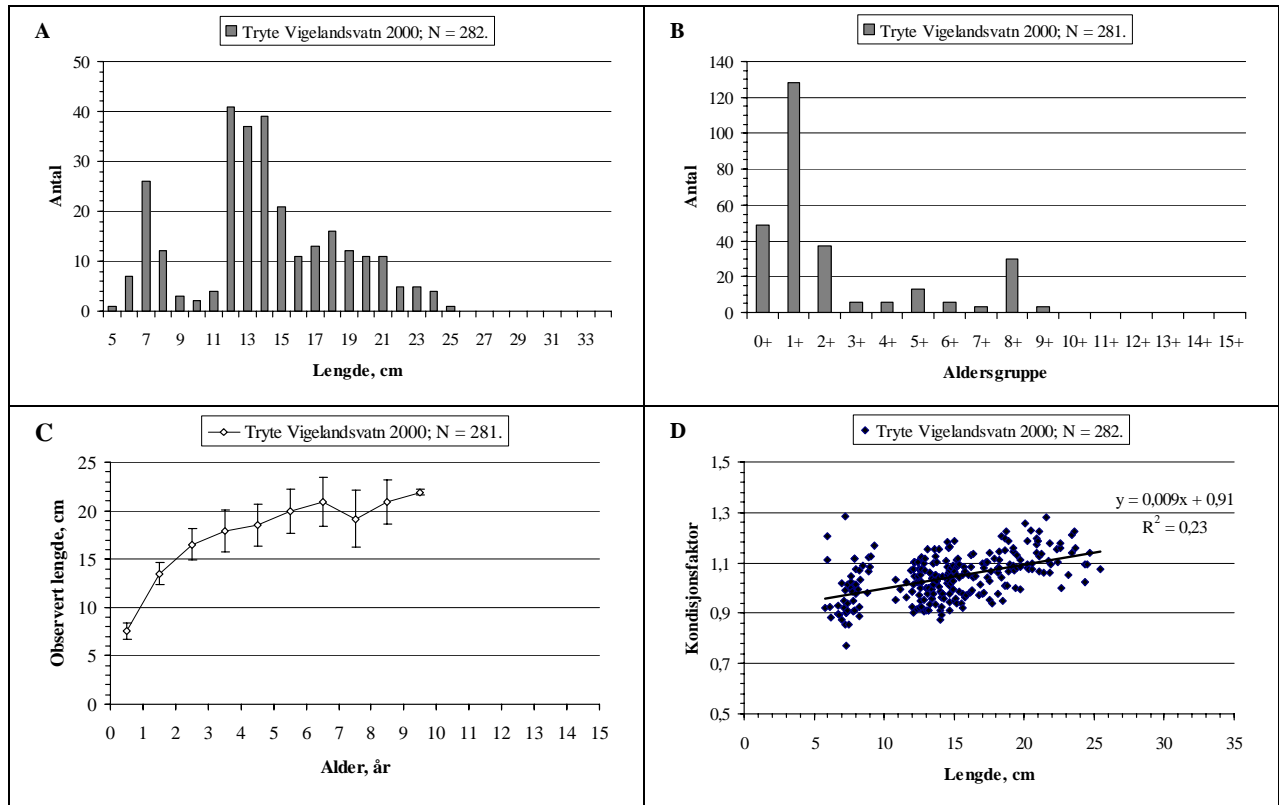 A
Tryte Vigelandsvatn 2000; N = 282.
50
40
30
20
10
0
Antal
5 7 9 11 13 15 17 19 21 23 25 27 29 31 33
Lengde, cm
B
Tryte Vigelandsvatn 2000; N = 281.
140
120
100
80
60
40
20
0
Antal
0+ 1+ 2+ 3+ 4+ 5+ 6+ 7+ 8+ 9+ 10+ 11+ 12+ 13+ 14+ 15+
Aldersgruppe
C
Tryte Vigelandsvatn 2000; N = 281.
25
20
15
10
5
0
Observert lengde, cm
0 1 2 3 4 5 6 7 8 9 10 11 12 13 14 15
Alder, år
D
Tryte Vigelandsvatn 2000; N = 282.
1,5
1,3
1,1
0,9
0,7
0,5
Kondisjonsfaktor
y = 0,009x + 0,91
R² = 0,23
0 5 10 15 20 25 30 35
Lengde, cm